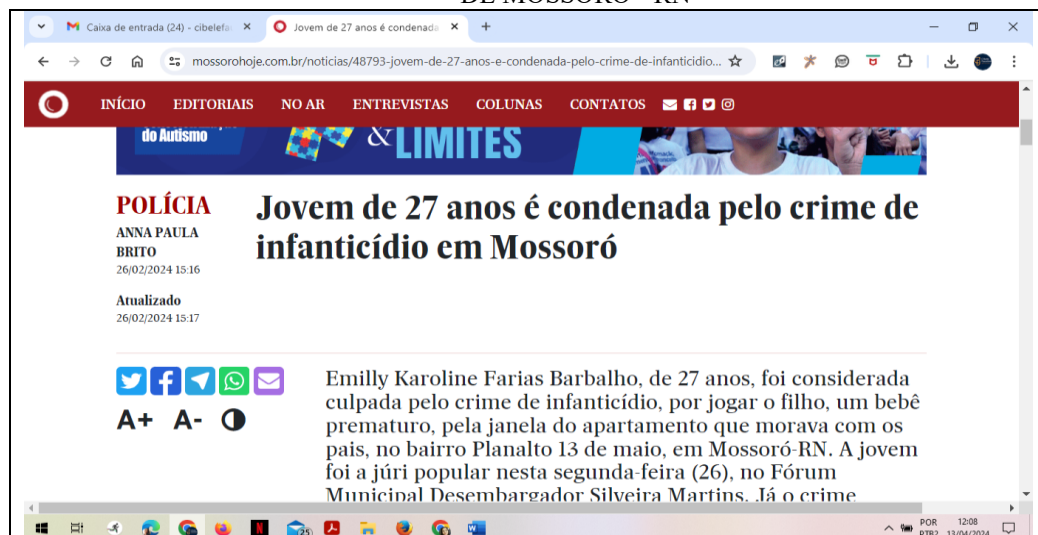 DE MOSSORÓ - RN
Caixa de entrada (24) - cibelefa
Jovem de 27 anos é condenada
mossorohoje.com.br/noticias/48793-jovem-de-27-anos-e-condenada-pelo-crime-de-infanticidio...
INÍCIO EDITORIAIS NO AR ENTREVISTAS COLUNAS CONTATOS
do Autismo
& LIMITES
POLÍCIA
ANNA PAULA
BRITO
26/02/2024 15:16
Atualizado
26/02/2024 15:17
Jovem de 27 anos é condenada pelo crime de
infanticídio em Mossoró
A+ A-
Emilly Karoline Farias Barbalho, de 27 anos, foi considerada
culpada pelo crime de infanticídio, por jogar o filho, um bebê
prematuro, pela janela do apartamento que morava com os
pais, no bairro Planalto 13 de maio, em Mossoró-RN. A jovem
foi a júri popular nesta segunda-feira (26), no Fórum
Municipal Desembargador Silveira Martins. Já o crime
POR 12:08
PTB2 13/04/2024